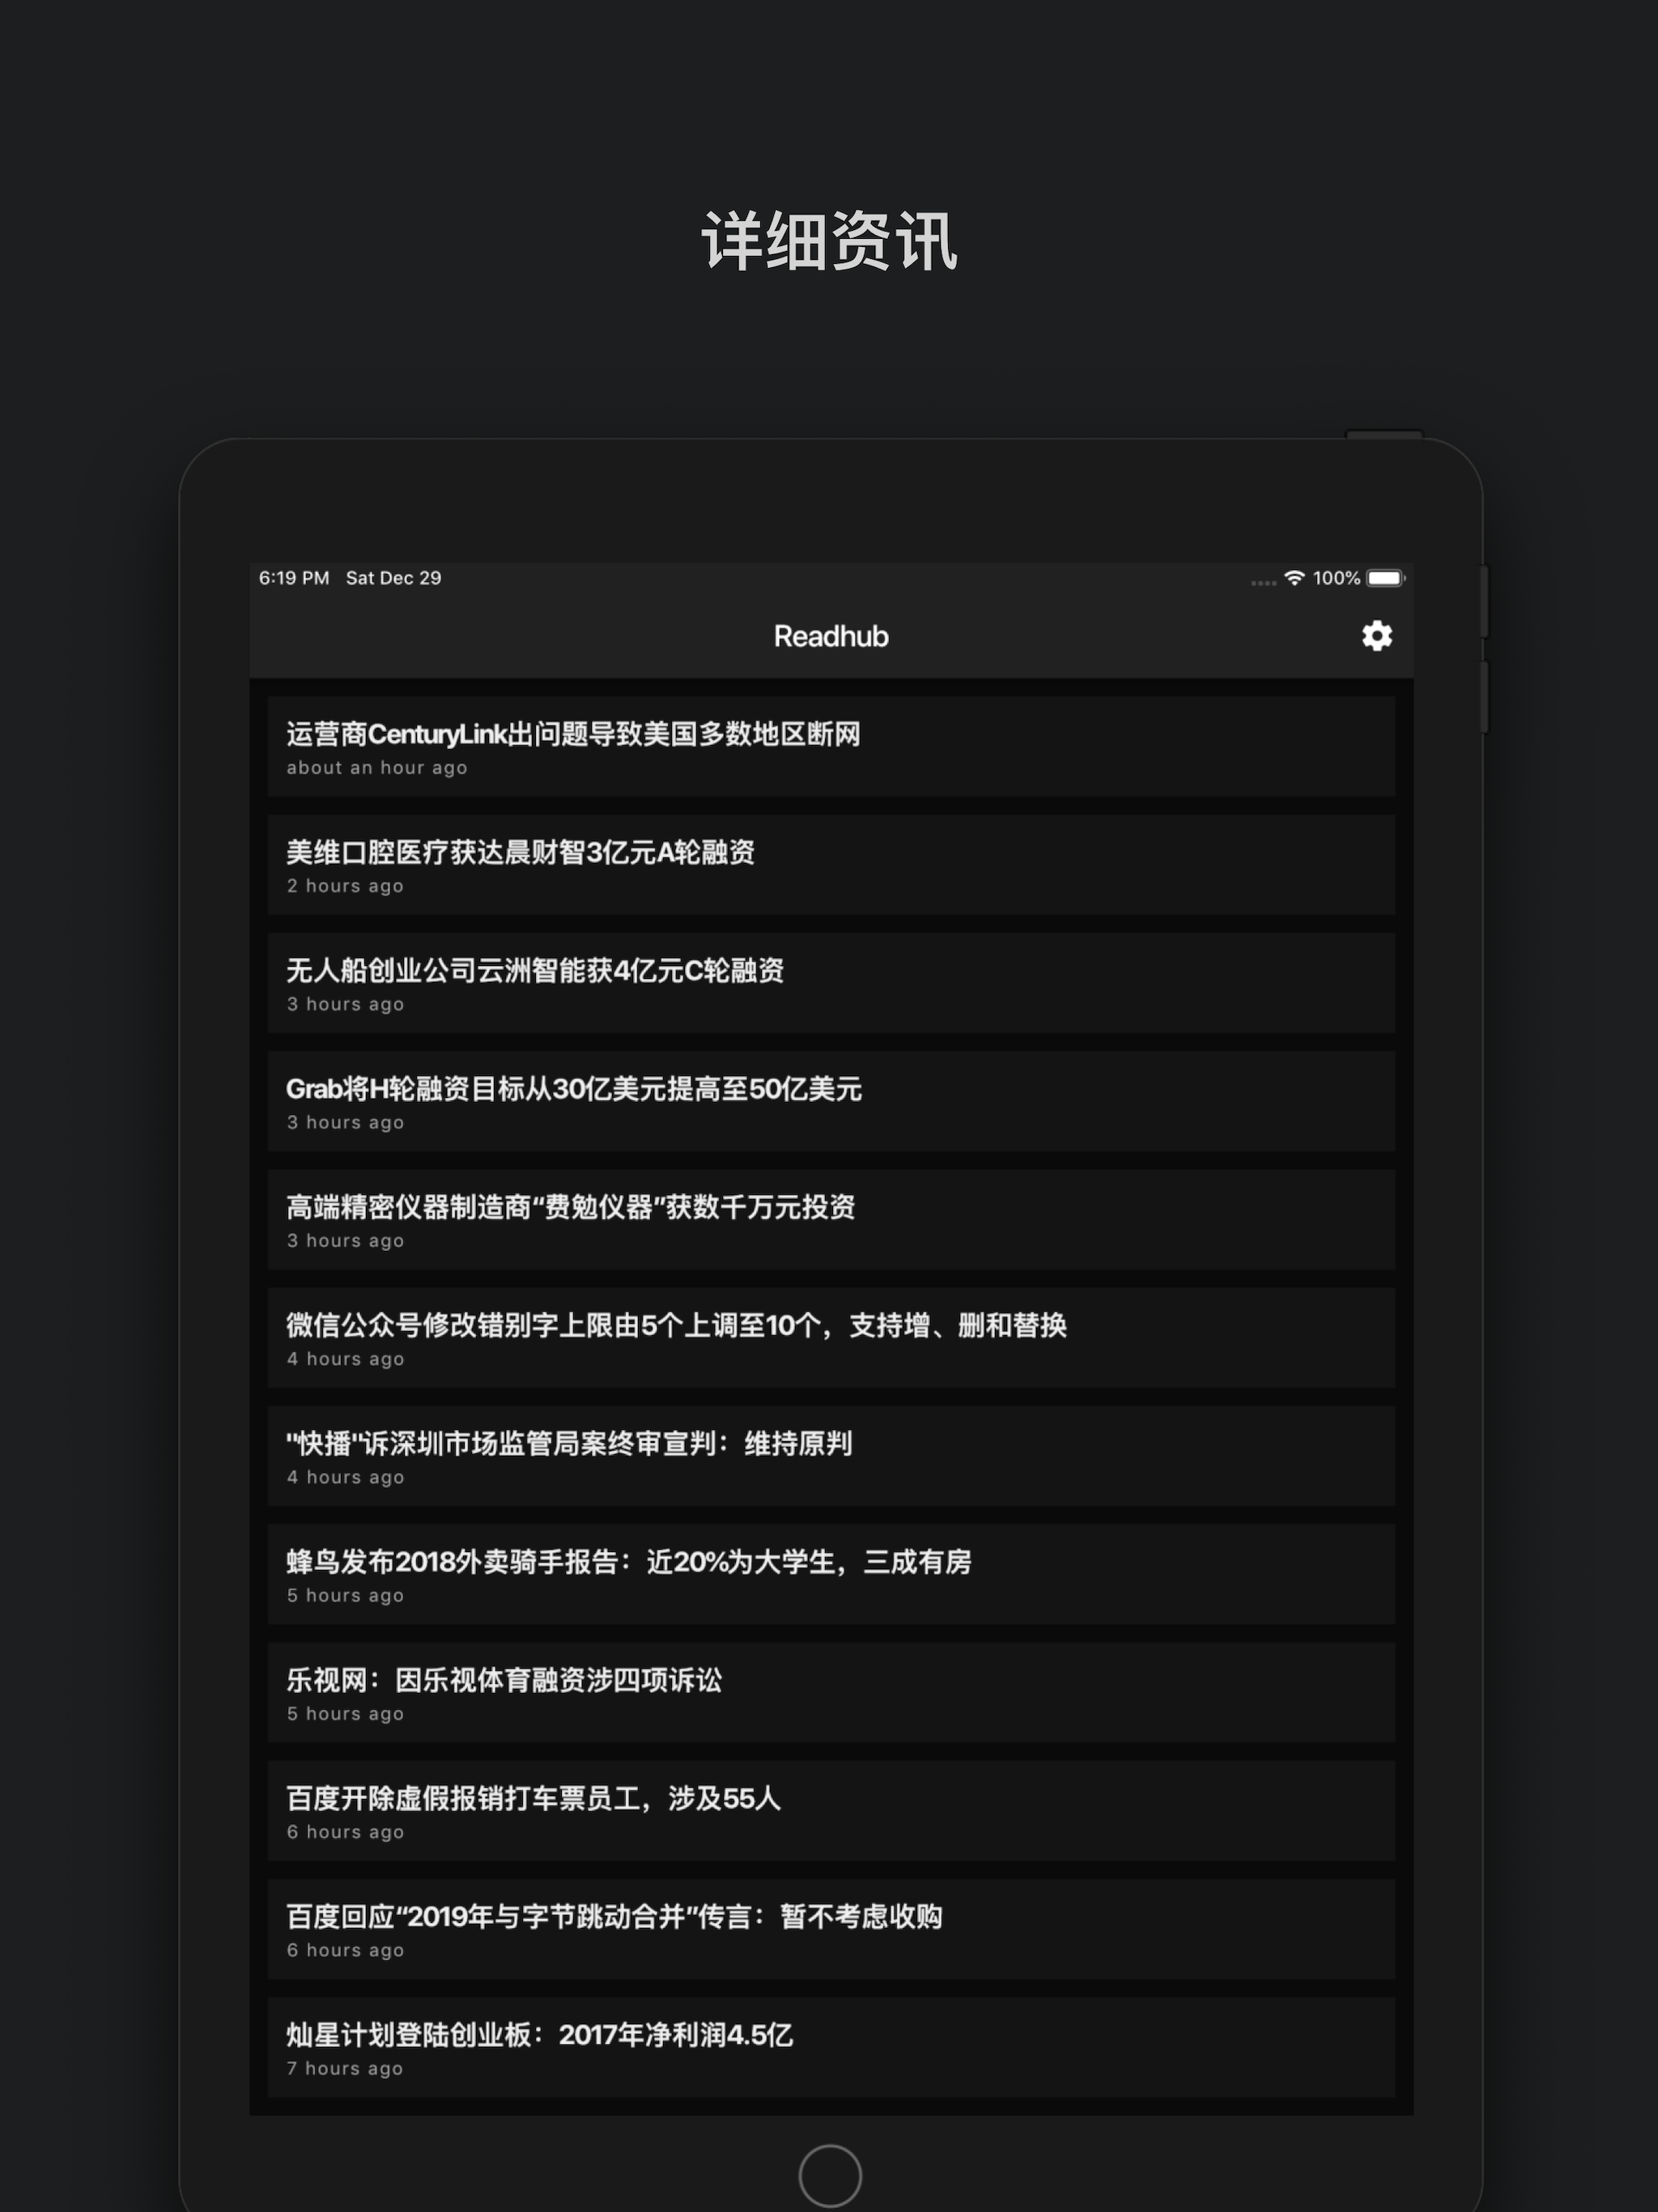 详细资讯
6:19 PM Sat Dec 29 100%
Readhub
运营商CenturyLink出问题导致美国多数地区断网
about an hour ago
美维口腔医疗获达晨财智3亿元A轮融资
2 hours ago
无人船创业公司云洲智能获4亿元C轮融资
3 hours ago
Grab将H轮融资目标从30亿美元提高至50亿美元
3 hours ago
高端精密仪器制造商“费勉仪器”获数千万元投资
3 hours ago
微信公众号修改错别字上限由5个上调至10个，支持增、删和替换
4 hours ago
"快播"诉深圳市场监管局案终审宣判：维持原判
4 hours ago
蜂鸟发布2018外卖骑手报告：近20%为大学生，三成有房
5 hours ago
乐视网：因乐视体育融资涉四项诉讼
5 hours ago
百度开除虚假报销打车票员工，涉及55人
6 hours ago
百度回应“2019年与字节跳动合并”传言：暂不考虑收购
6 hours ago
灿星计划登陆创业板：2017年净利润4.5亿
7 hours ago